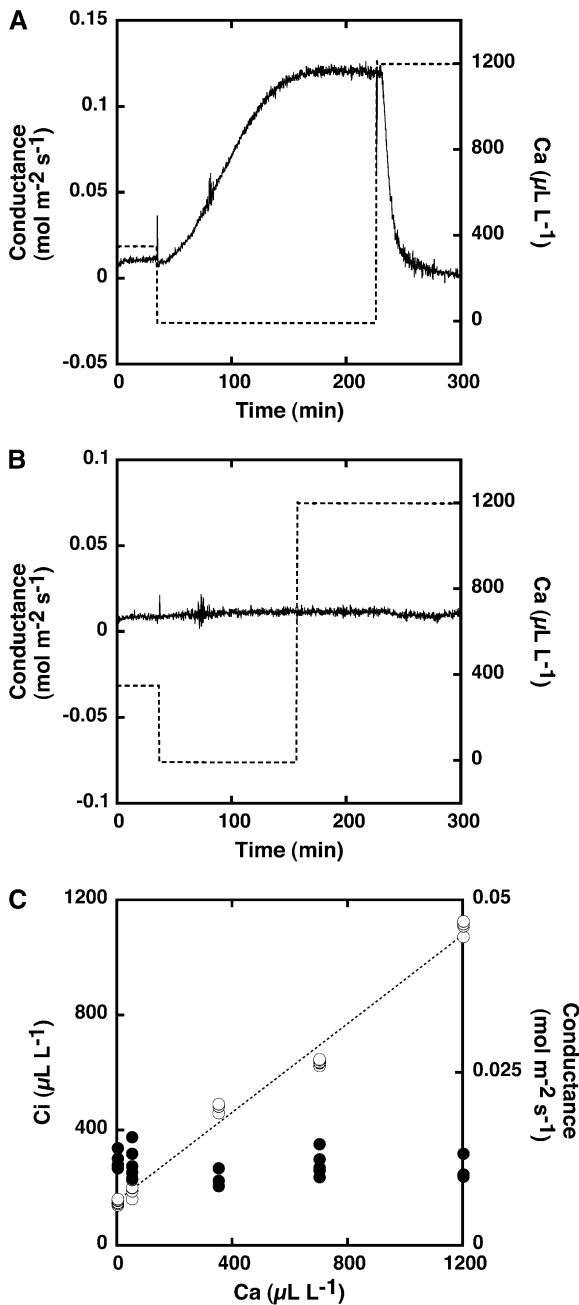 A
0.15
0.1
0.05
0
-0.05
Conductance
(mol m-2 s-1)
1200
800
400
0
Ca (µL L-1)
0 100 200 300
Time (min)
B
0.1
0.05
0
-0.05
-0.1
Conductance
(mol m-2 s-1)
1200
800
400
0
Ca (µL L-1)
0 100 200 300
Time (min)
C
1200
800
400
0
Ci (µL L-1)
0.05
0.025
0
Conductance
(mol m-2 s-1)
0 400 800 1200
Ca (µL L-1)